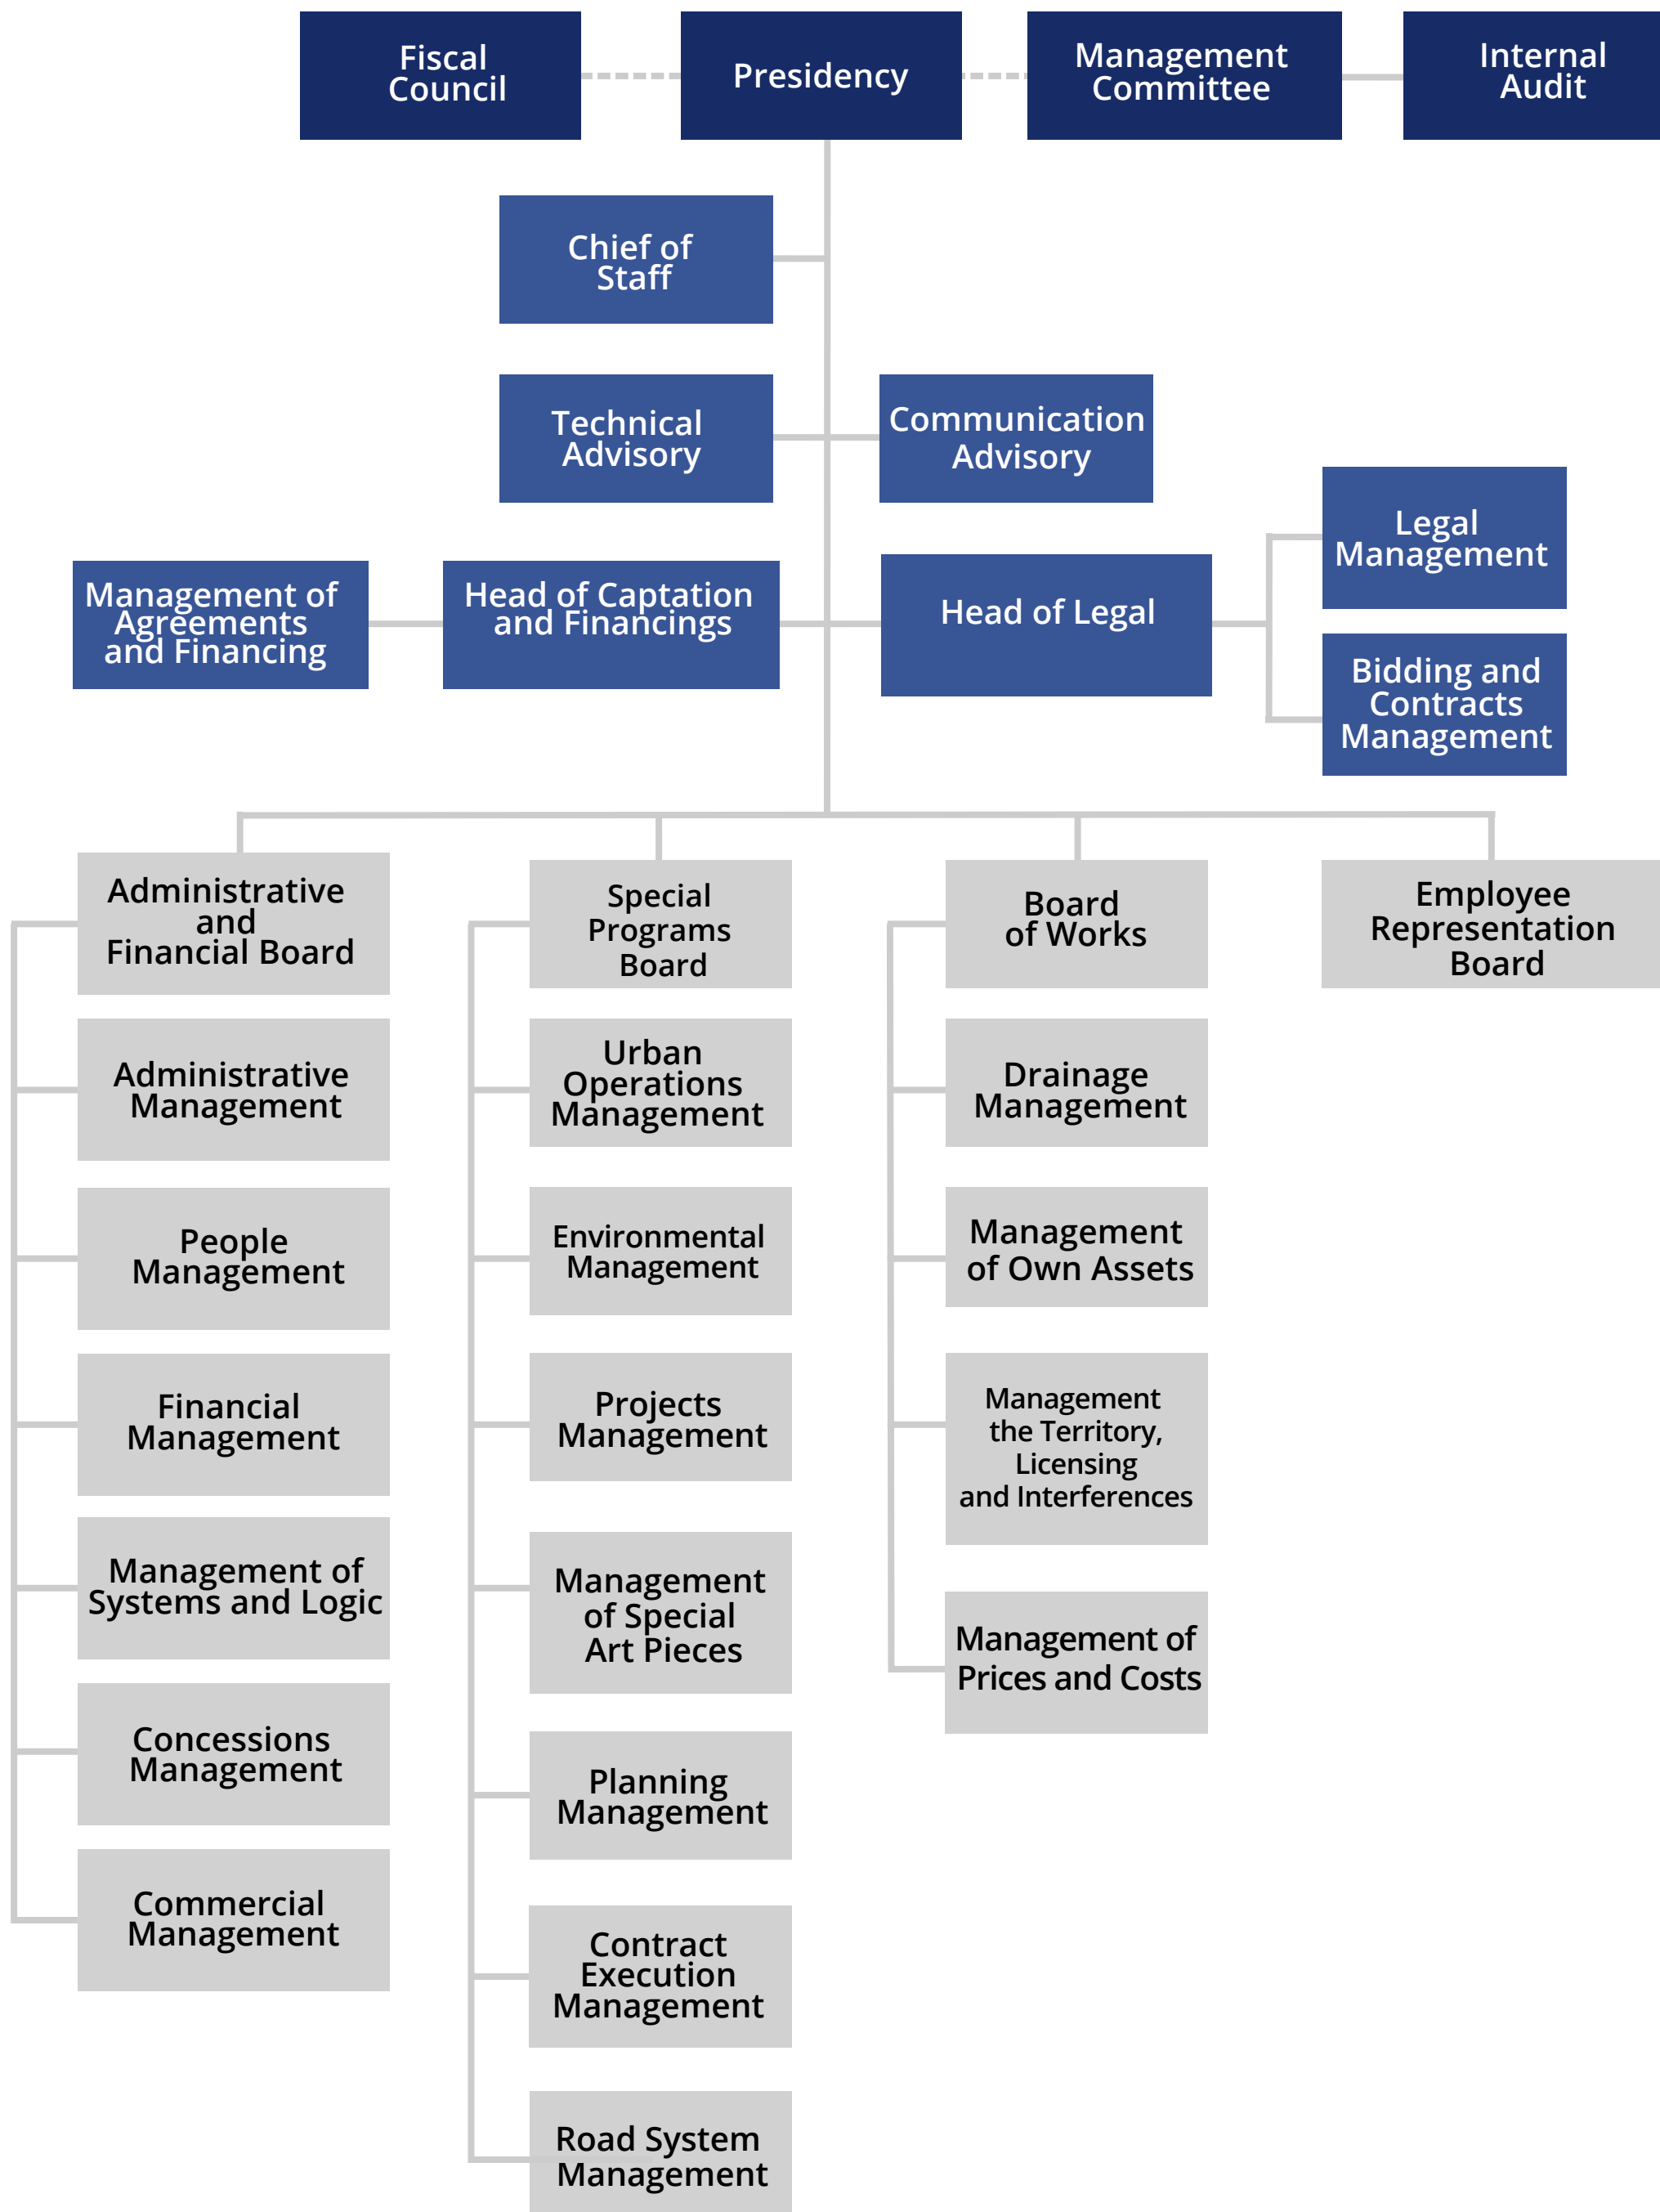 Fiscal
Council
Presidency
Management
Committee
Internal
Audit
Chief of
Staff
Technical
Advisory
Communication
Advisory
Legal
Management
Management of
Agreements
and Financing
Head of Captation
and Financings
Head of Legal
Bidding and
Contracts
Management
Administrative
and
Financial Board
Special
Programs
Board
Board
of Works
Employee
Representation
Board
Administrative
Management
Urban
Operations
Management
Drainage
Management
People
Management
Environmental
Management
Management
of Own Assets
Financial
Management
Projects
Management
Management
the Territory,
Licensing
and Interferences
Management of
Systems and Logic
Management
of Special
Art Pieces
Management of
Prices and Costs
Concessions
Management
Planning
Management
Commercial
Management
Contract
Execution
Management
Road System
Management